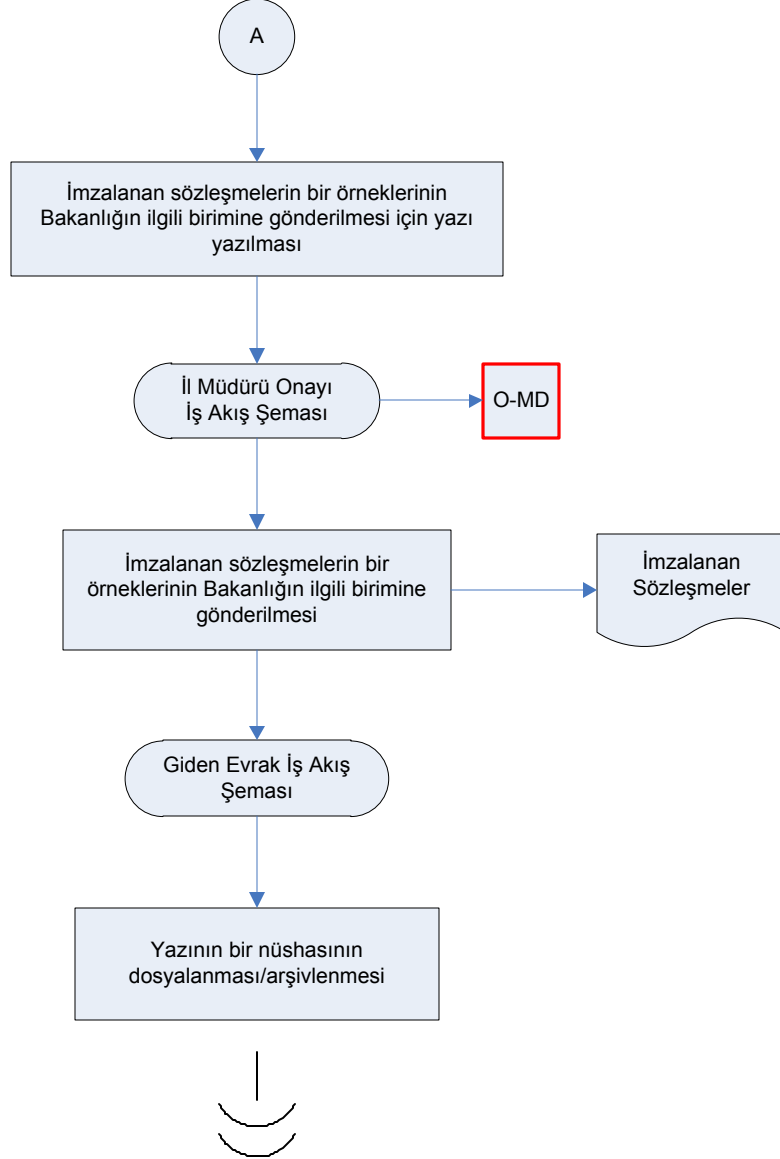 A
İmzalanan sözleşmelerin bir örneklerinin
Bakanlığın ilgili birimine gönderilmesi için yazı
yazılması
İl Müdürü Onayı
İş Akış Şeması
O-MD
İmzalanan sözleşmelerin bir
örneklerinin Bakanlığın ilgili birimine
gönderilmesi
İmzalanan
Sözleşmeler
Giden Evrak İş Akış
Şeması
Yazının bir nüshasının
dosyalanması/arşivlenmesi